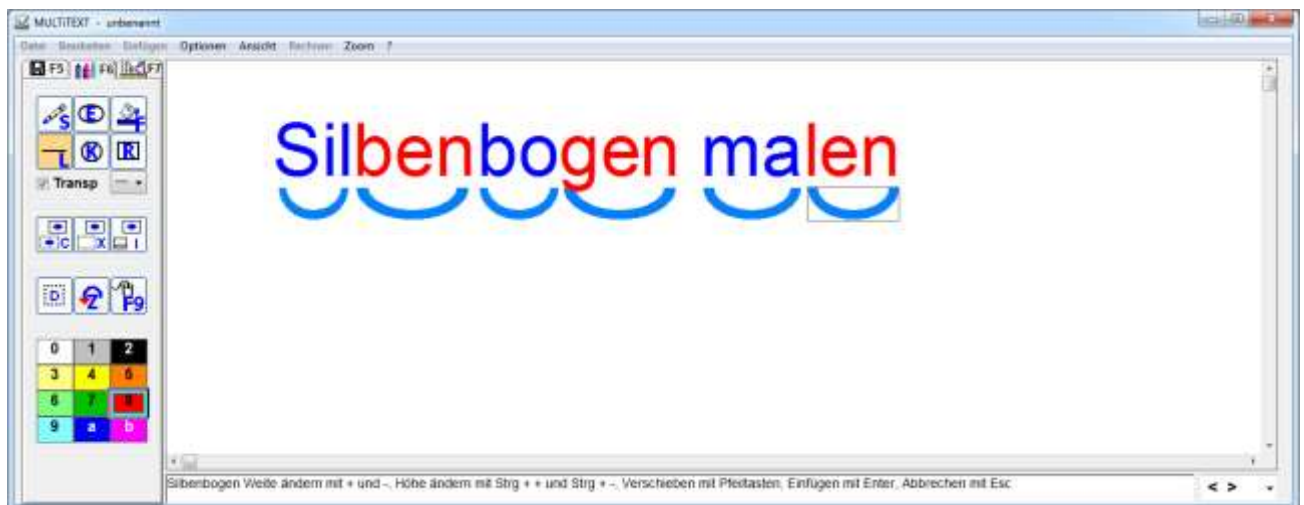 MULTITEXT - unbenannt
Datei Bearbeiten Einfügen Optionen Ansicht Rechnen Zoom ?
F5 F6 F7
S E F
L K R
Transp
C X I
D Z F9
0 1 2
3 4 5
6 7 8
9 a b
Silbenbogen malen
Silbenbogen Weite ändern mit + und -, Höhe ändern mit Strg + + und Strg + -, Verschieben mit Pfeiltasten, Einfügen mit Enter, Abbrechen mit Esc
< >